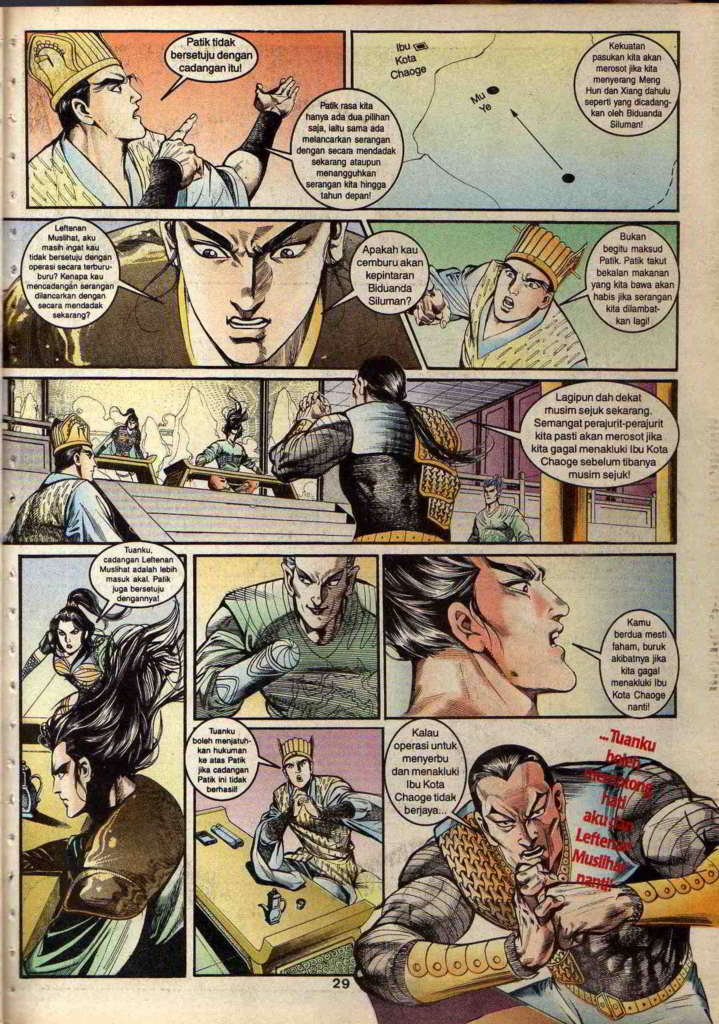 Patik tidak
bersetuju dengan
cadangan itu!
Patik rasa kita
hanya ada dua pilihan
saja, iaitu sama ada
melancarkan serangan
dengan secara mendadak
sekarang ataupun
menangguhkan
serangan kita hingga
tahun depan!
Ibu
Kota
Chaoge
Mu
Ye
Kekuatan
pasukan kita akan
merosot jika kita
menyerang Meng
Hun dan Xiang dahulu
seperti yang dicadang-
kan oleh Biduanda
Siluman!
Leftenan
Muslihat, aku
masih ingat kau
tidak bersetuju dengan
operasi secara terburu-
buru? Kenapa kau
mencadangan serangan
dilancarkan dengan
secara mendadak
sekarang?
Apakah kau
cemburu akan
kepintaran
Biduanda
Siluman?
Bukan
begitu maksud
Patik. Patik takut
bekalan makanan
yang kita bawa akan
habis jika serangan
kita dilambat-
kan lagi!
Lagipun dah dekat
musim sejuk sekarang.
Semangat perajurit-perajurit
kita pasti akan merosot jika
kita gagal menakluki Ibu Kota
Chaoge sebelum tibanya
musim sejuk!
Tuanku,
cadangan Leftenan
Muslihat adalah lebih
masuk akal. Patik
juga bersetuju
dengannya!
Kamu
berdua mesti
faham, buruk
akibatnya jika
kita gagal
menakluki Ibu
Kota Chaoge
nanti!
Tuanku
boleh menjatuh-
kan hukuman
ke atas Patik
jika cadangan
Patik ini tidak
berhasil!
Kalau
operasi untuk
menyerbu
dan menakluki
Ibu Kota
Chaoge tidak
berjaya...
...Tuanku
boleh
memotong
hati
aku dan
Leftenan
Muslihat
nanti!
29